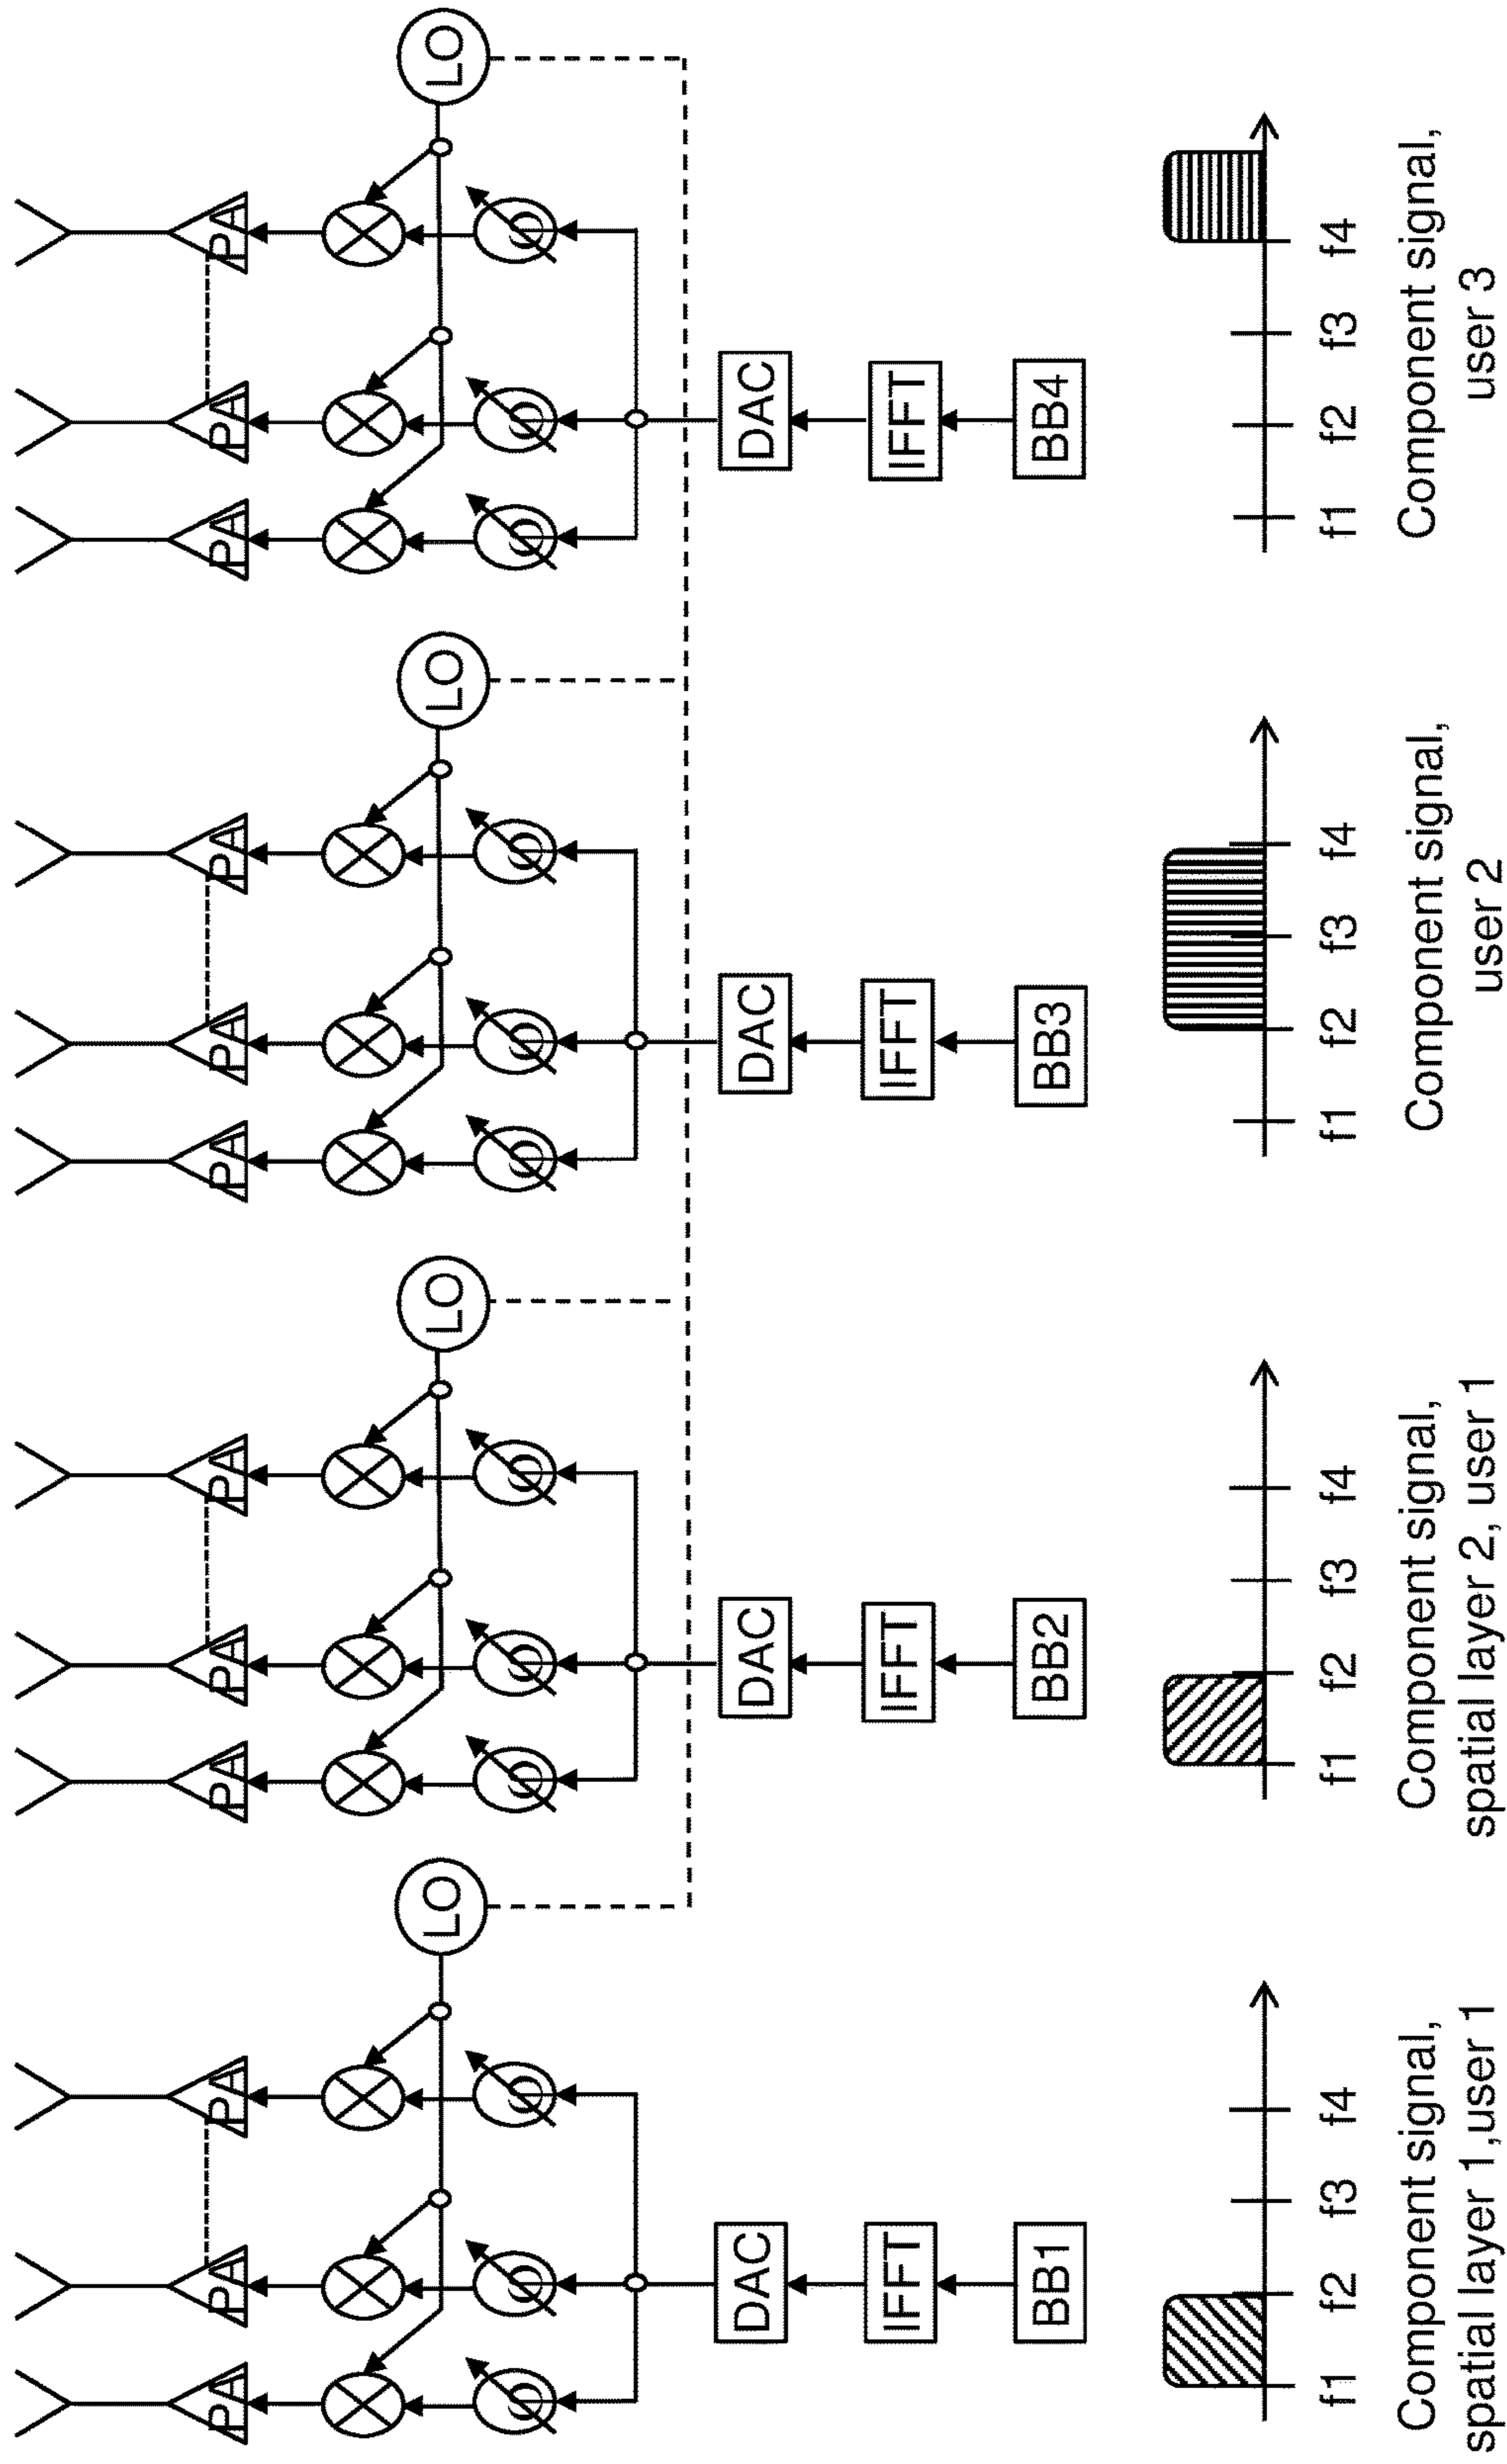 PA PA PA PA PA PA PA PA PA PA PA PA
LO LO LO LO
φ φ φ φ φ φ φ φ φ φ φ φ
DAC DAC DAC DAC
IFFT IFFT IFFT IFFT
BB1 BB2 BB3 BB4
f1 f2 f3 f4 f1 f2 f3 f4 f1 f2 f3 f4 f1 f2 f3 f4
Component signal,
spatial layer 1,user 1
Component signal,
spatial layer 2, user 1
Component signal,
user 2
Component signal,
user 3